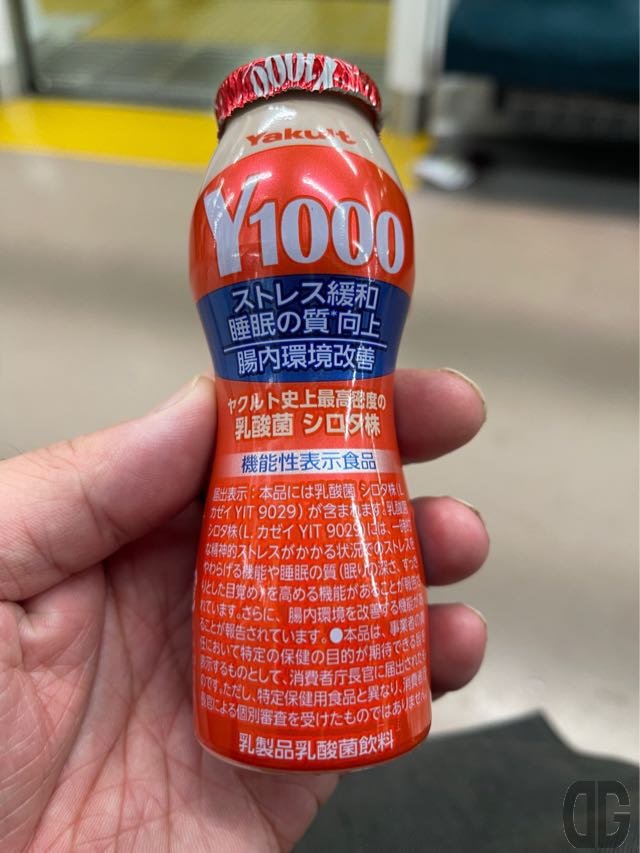 Yakult
Y1000
ストレス緩和
睡眠の質*向上
腸内環境改善
ヤクルト史上最高密度の
乳酸菌 シロタ株
機能性表示食品
届出表示：本品には乳酸菌 シロタ株(L.
カゼイ YIT 9029)が含まれます。乳酸菌
シロタ株(L.カゼイ YIT 9029)には、一時的
な精神的ストレスがかかる状況でのストレスを
やわらげる機能や睡眠の質(眠りの深さ、すっき
りとした目覚め)を高める機能があることが報告
されています。さらに、腸内環境を改善する機能が
あることが報告されています。●本品は、事業者の
責任において特定の保健の目的が期待できる旨を
表示するものとして、消費者庁長官に届出されたも
のです。ただし、特定保健用食品と異なり、消費者庁
長官による個別審査を受けたものではありません。
乳製品乳酸菌飲料
DG